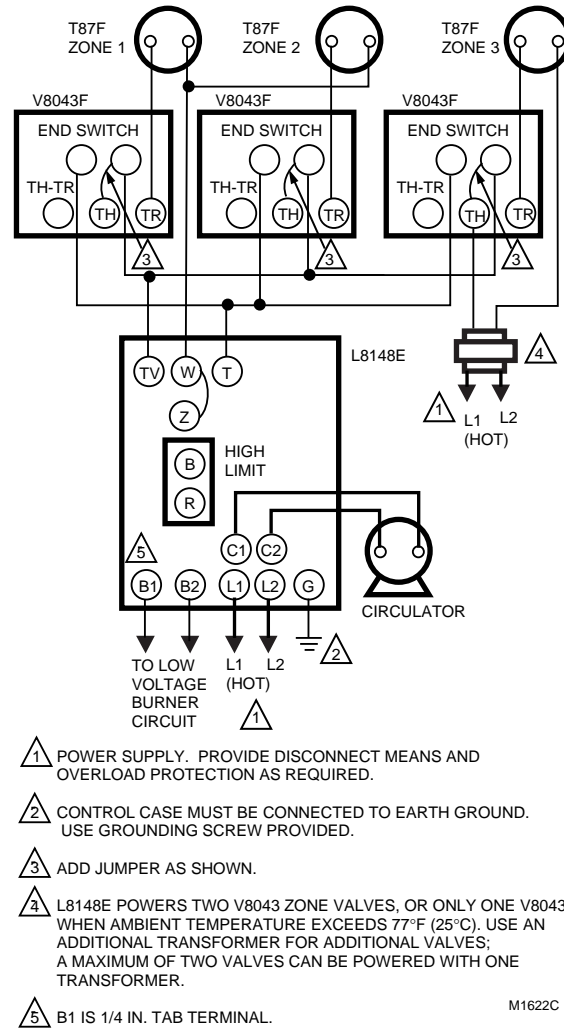 T87F
ZONE 1
T87F
ZONE 2
T87F
ZONE 3
V8043F
V8043F
V8043F
END SWITCH
END SWITCH
END SWITCH
TH-TR
TH
TR
TH-TR
TH
TR
TH-TR
TH
TR
3
3
3
4
L8148E
TV
W
T
1
L1
(HOT)
L2
Z
B
R
HIGH
LIMIT
5
C1
C2
B1
B2
L1
L2
G
CIRCULATOR
2
TO LOW
VOLTAGE
BURNER
CIRCUIT
L1
(HOT)
L2
1
1 POWER SUPPLY. PROVIDE DISCONNECT MEANS AND
OVERLOAD PROTECTION AS REQUIRED.
2 CONTROL CASE MUST BE CONNECTED TO EARTH GROUND.
USE GROUNDING SCREW PROVIDED.
3 ADD JUMPER AS SHOWN.
4 L8148E POWERS TWO V8043 ZONE VALVES, OR ONLY ONE V8043
WHEN AMBIENT TEMPERATURE EXCEEDS 77°F (25°C). USE AN
ADDITIONAL TRANSFORMER FOR ADDITIONAL VALVES;
A MAXIMUM OF TWO VALVES CAN BE POWERED WITH ONE
TRANSFORMER.
5 B1 IS 1/4 IN. TAB TERMINAL.
M1622C